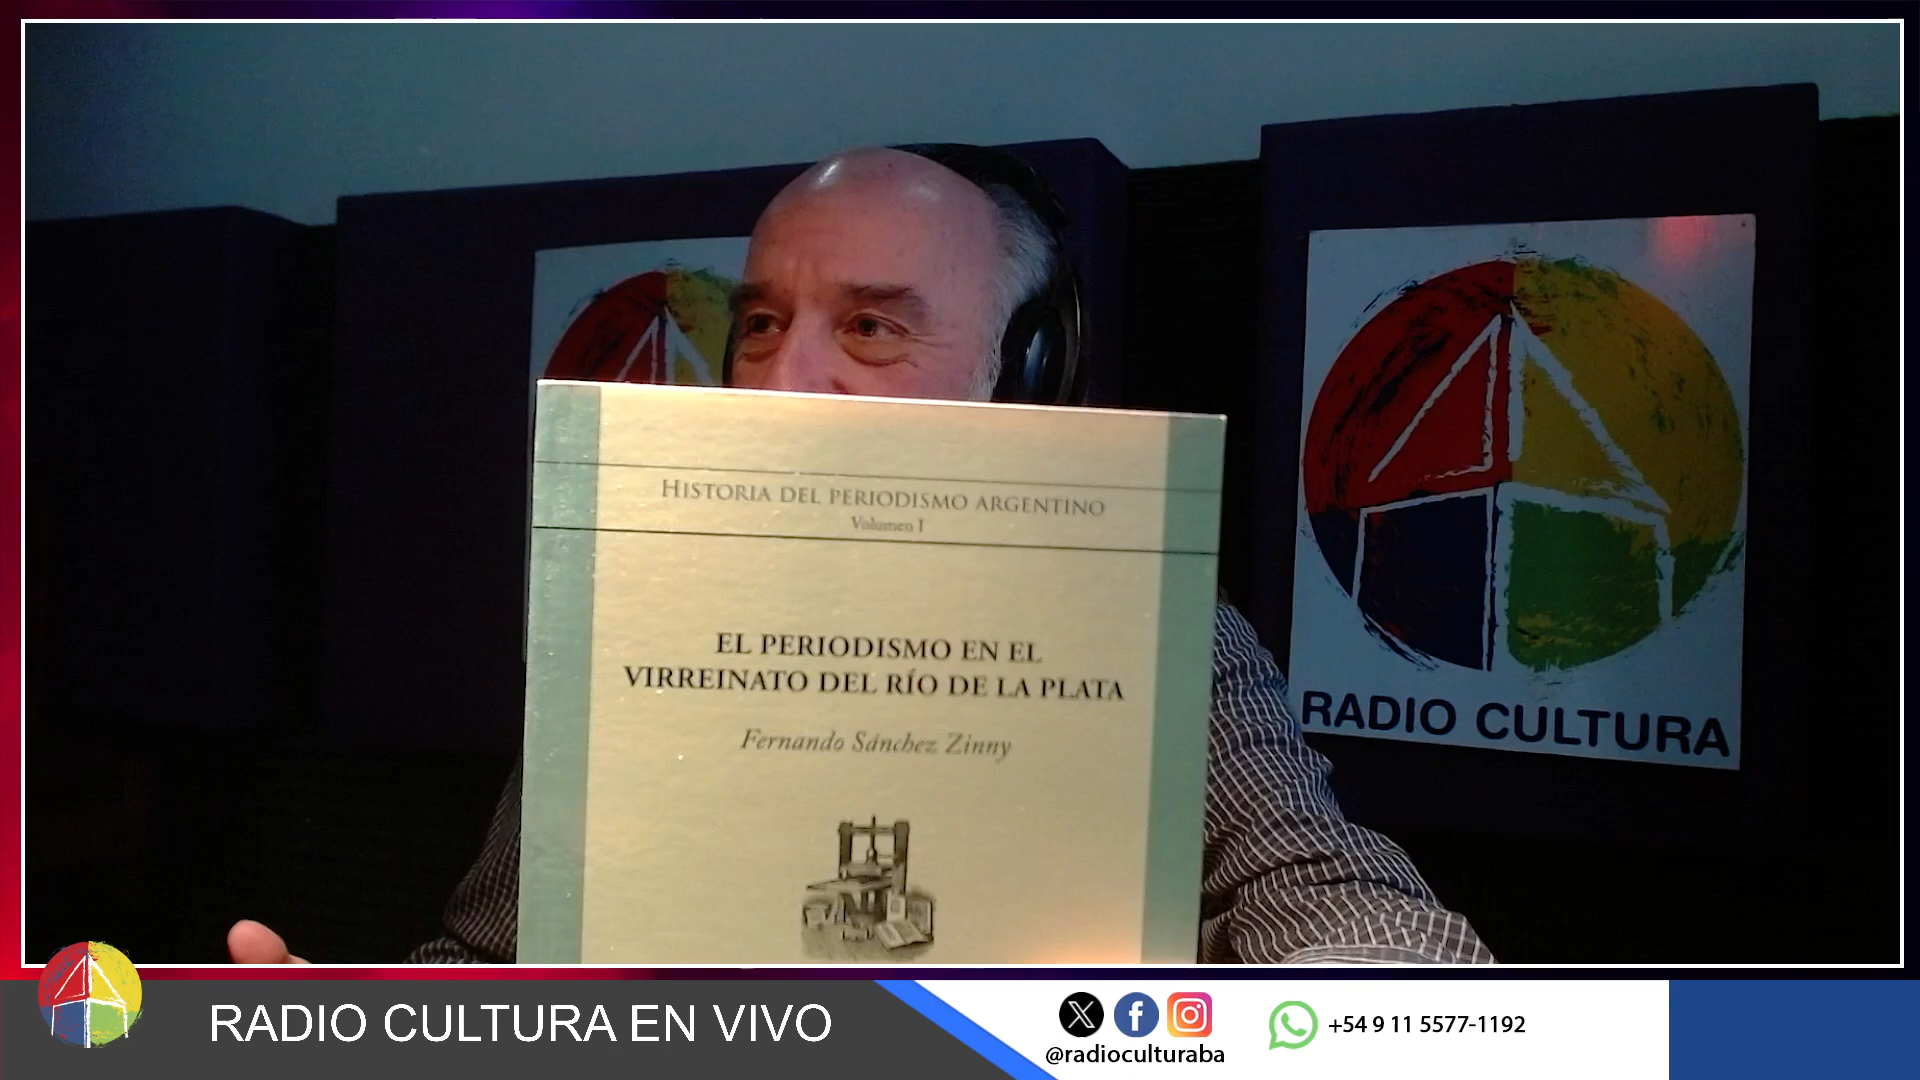 HISTORIA DEL PERIODISMO ARGENTINO
Volumen I
EL PERIODISMO EN EL
VIRREINATO DEL RÍO DE LA PLATA
Fernando Sánchez Zinny
RADIO CULTURA
RADIO CULTURA EN VIVO
@radioculturaba
+54 9 11 5577-1192